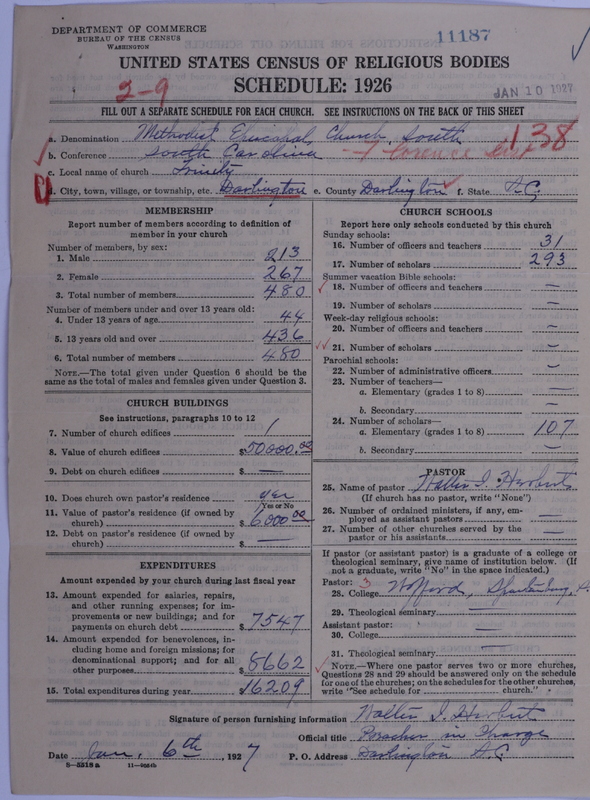 DEPARTMENT OF COMMERCE
BUREAU OF THE CENSUS
WASHINGTON
11187
UNITED STATES CENSUS OF RELIGIOUS BODIES
SCHEDULE: 1926
2-9
JAN 10 1927
FILL OUT A SEPARATE SCHEDULE FOR EACH CHURCH. SEE INSTRUCTIONS ON THE BACK OF THIS SHEET
a. Denomination Methodist Episcopal Church, South 138
b. Conference South Carolina - Florence
c. Local name of church Trinity
d. City, town, village, or township, etc. Darlington e. County Darlington f. State S.C.
MEMBERSHIP
Report number of members according to definition of
member in your church
Number of members, by sex:
1. Male 213
2. Female 267
3. Total number of members 480
Number of members under and over 13 years old:
4. Under 13 years of age 44
5. 13 years old and over 436
6. Total number of members 480
NOTE.—The total given under Question 6 should be
same as the total of males and females given under Question 3.
CHURCH BUILDINGS
See instructions, paragraphs 10 to 12
7. Number of church edifices 1
8. Value of church edifices $50000.00
9. Debt on church edifices $ —
10. Does church own pastor's residence yes
Yes or No
11. Value of pastor's residence (if owned by
church) $6000 00
12. Debt on pastor's residence (if owned by
church) $ —
EXPENDITURES
Amount expended by your church during last fiscal year
13. Amount expended for salaries, repairs,
and other running expenses; for im-
provements or new buildings; and for
payments on church debt $7547
14. Amount expended for benevolences, in-
cluding home and foreign missions; for
denominational support; and for all
other purposes $8662
15. Total expenditures during year $16209
CHURCH SCHOOLS
Report here only schools conducted by this church
Sunday schools:
16. Number of officers and teachers 31
17. Number of scholars 293
Summer vacation Bible schools:
18. Number of officers and teachers —
19. Number of scholars —
Week-day religious schools:
20. Number of officers and teachers —
21. Number of scholars —
Parochial schools:
22. Number of administrative officers —
23. Number of teachers—
a. Elementary (grades 1 to 8) —
b. Secondary —
24. Number of scholars—
a. Elementary (grades 1 to 8) 107
b. Secondary —
PASTOR
25. Name of pastor Walter I. Herbert
(If church has no pastor, write "None")
26. Number of ordained ministers, if any, em-
ployed as assistant pastors —
27. Number of other churches served by the
pastor or his assistants —
If pastor (or assistant pastor) is a graduate of a college or
theological seminary, give name of institution below. (If
not a graduate, write "No" in the space indicated.)
Pastor: 3
28. College Wofford, Spartanburg,
29. Theological seminary —
Assistant pastor:
30. College —
31. Theological seminary —
NOTE.—Where one pastor serves two or more churches,
Questions 28 and 29 should be answered only on the schedule
for one of the churches; on the schedules for the other churches,
write "See schedule for church."
Signature of person furnishing information Walter I. Herbert
Official title Preacher in Charge
Date Jan. 6th, 1927 P. O. Address Darlington S.C.